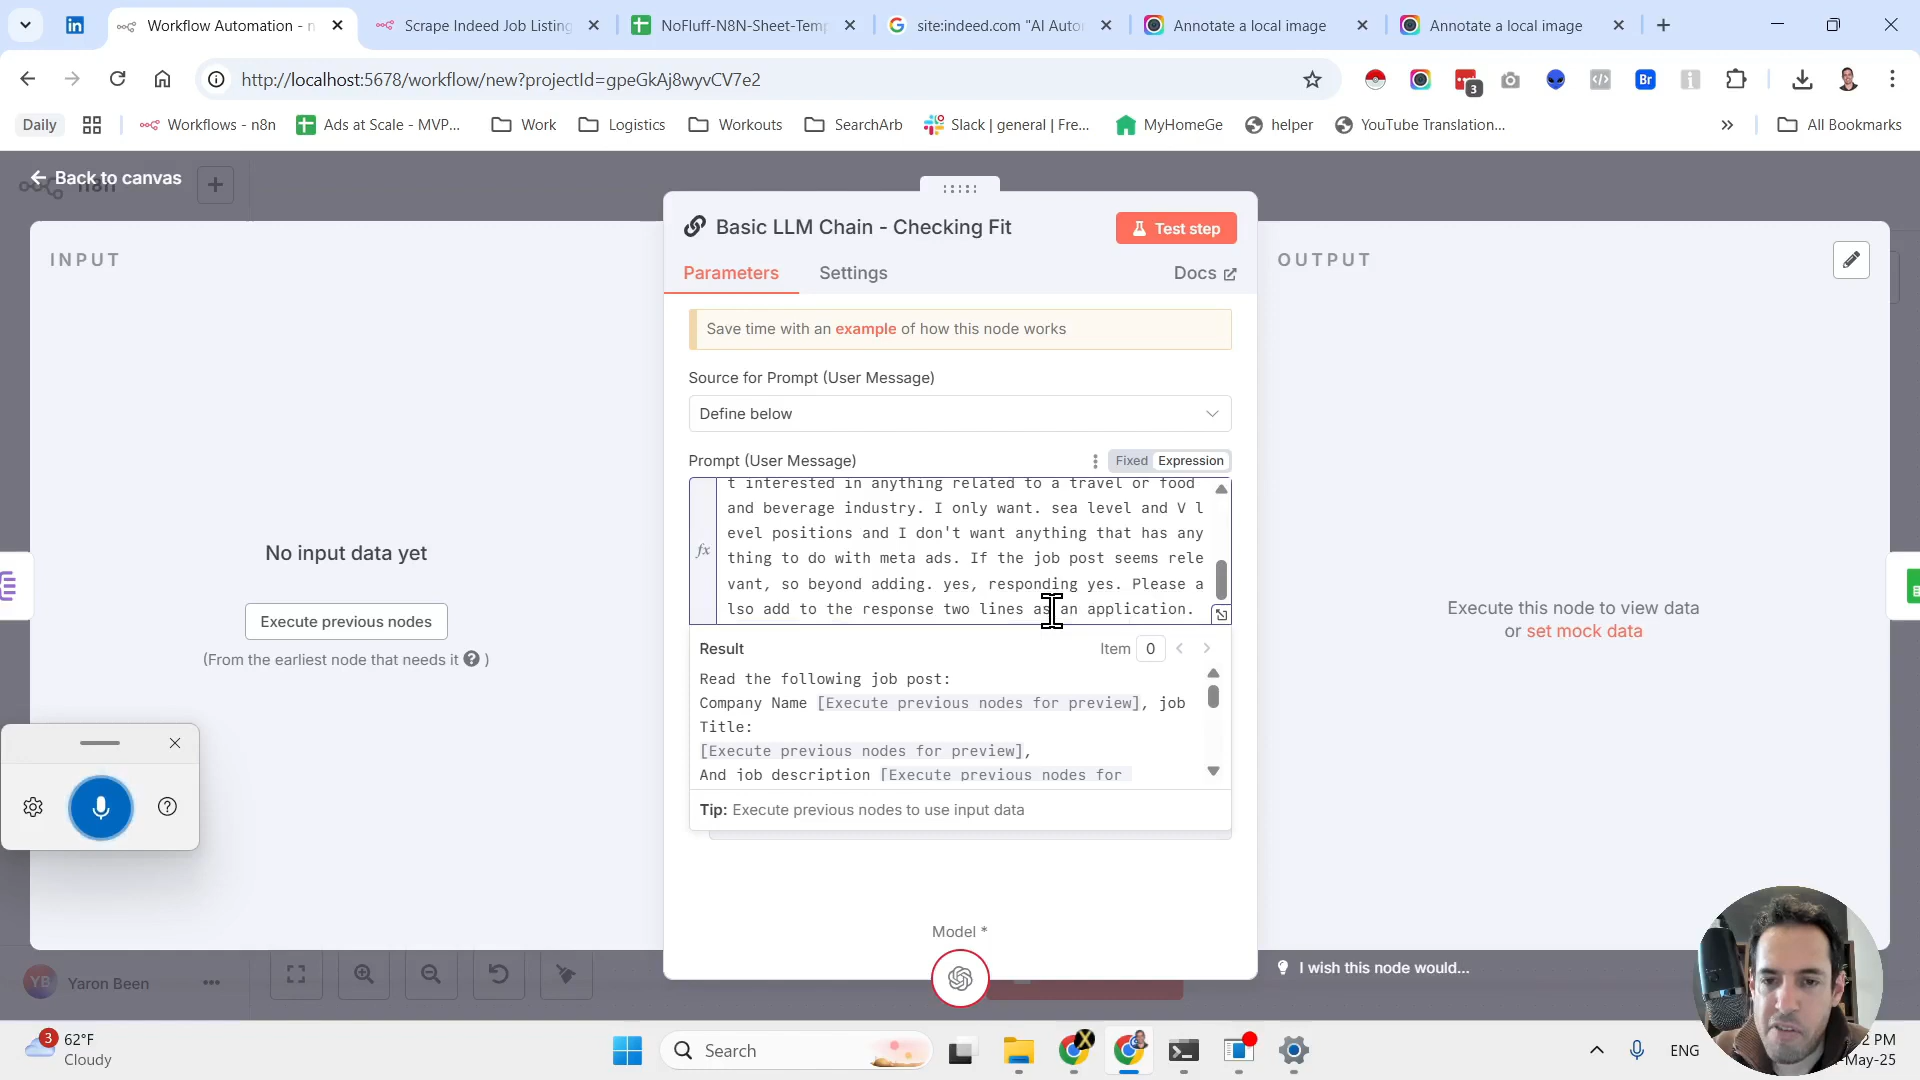 Workflow Automation - n
Scrape Indeed Job Listing
NoFluff-N8N-Sheet-Temp
site:indeed.com "AI Autor
Annotate a local image
Annotate a local image
http://localhost:5678/workflow/new?projectId=gpeGkAj8wyvCV7e2
3
Br
Daily
Workflows - n8n
Ads at Scale - MVP...
Work
Logistics
Workouts
SearchArb
Slack | general | Fre...
MyHomeGe
helper
YouTube Translation...
All Bookmarks
Back to canvas
n8n
INPUT
No input data yet
Execute previous nodes
(From the earliest node that needs it ? )
Basic LLM Chain - Checking Fit
Test step
Parameters
Settings
Docs
Save time with an example of how this node works
Source for Prompt (User Message)
Define below
Prompt (User Message)
Fixed
Expression
fx
t interested in anything related to a travel or food
and beverage industry. I only want. sea level and V l
evel positions and I don't want anything that has any
thing to do with meta ads. If the job post seems rele
vant, so beyond adding. yes, responding yes. Please a
lso add to the response two lines as an application.
Result
Item 0
Read the following job post:
Company Name [Execute previous nodes for preview], job
Title:
[Execute previous nodes for preview],
And job description [Execute previous nodes for
Tip: Execute previous nodes to use input data
Model *
OUTPUT
Execute this node to view data
or set mock data
I wish this node would...
YB
Yaron Been
3
62°F
Cloudy
Search
ENG
2 PM
-May-25